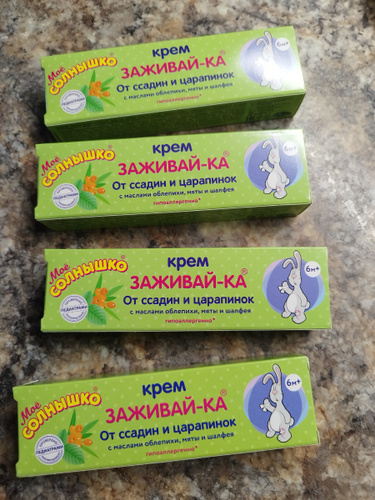 Моё
СОЛНЫШКО®
крем
ЗАЖИВАЙ-КА®
От ссадин и царапинок
с маслами облепихи, мяты и шалфея
гипоаллергенно*
6м+
Моё
СОЛНЫШКО®
крем
ЗАЖИВАЙ-КА®
От ссадин и царапинок
с маслами облепихи, мяты и шалфея
гипоаллергенно*
6м+
Моё
СОЛНЫШКО®
крем
ЗАЖИВАЙ-КА®
От ссадин и царапинок
с маслами облепихи, мяты и шалфея
гипоаллергенно*
6м+
ПЕДИАТРАМИ
Моё
СОЛНЫШКО®
крем
ЗАЖИВАЙ-КА®
От ссадин и царапинок
с маслами облепихи, мяты и шалфея
гипоаллергенно*
6м+